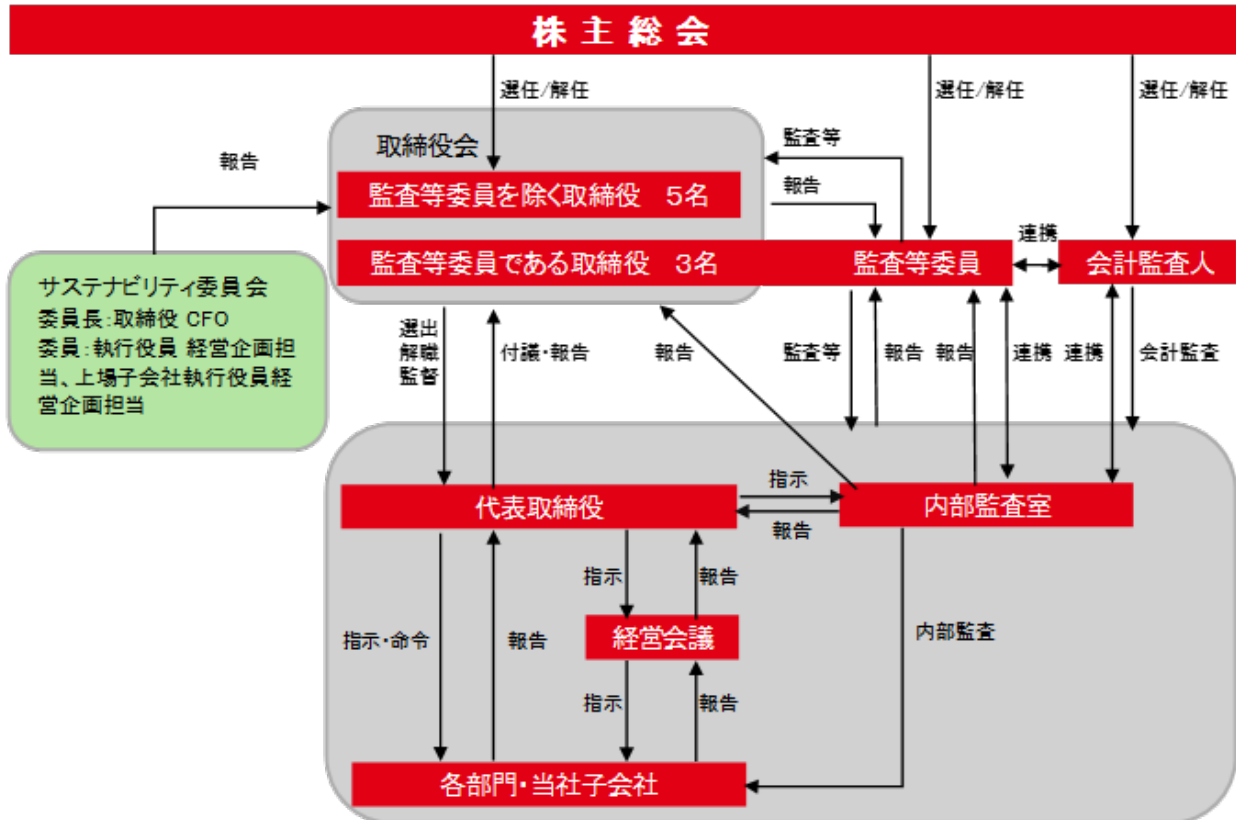 株主総会
選任/解任
選任/解任
選任/解任
取締役会
監査等
報告
監査等委員を除く取締役 5名
報告
連携
監査等委員である取締役 3名
監査等委員
会計監査人
サステナビリティ委員会
委員長:取締役 CFO
委員:執行役員 経営企画担
当、上場子会社執行役員経
営企画担当
選出
解職
監督
付議・報告
報告
監査等
報告
報告
連携
連携
会計監査
代表取締役
指示
報告
内部監査室
指示
報告
指示・命令
報告
経営会議
内部監査
指示
報告
各部門・当社子会社